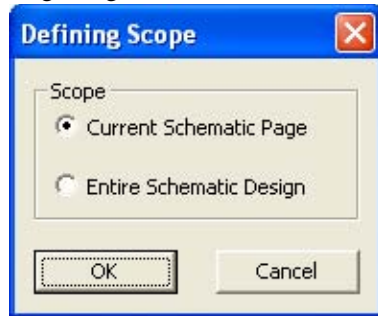 Defining Scope
Scope
Current Schematic Page
Entire Schematic Design
OK
Cancel